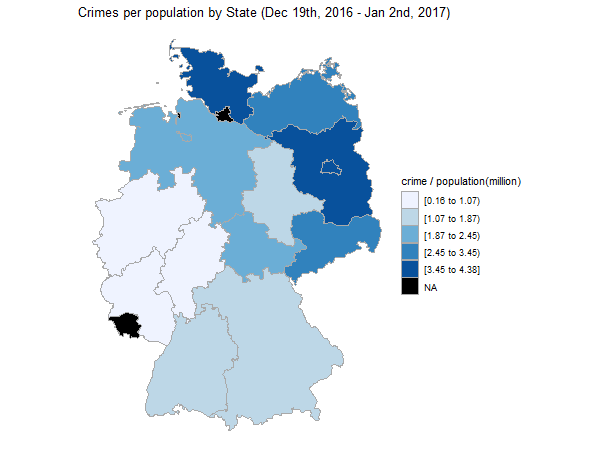 Crimes per population by State (Dec 19th, 2016 - Jan 2nd, 2017)
crime / population(million)
[0.16 to 1.07)
[1.07 to 1.87)
[1.87 to 2.45)
[2.45 to 3.45)
[3.45 to 4.38]
NA